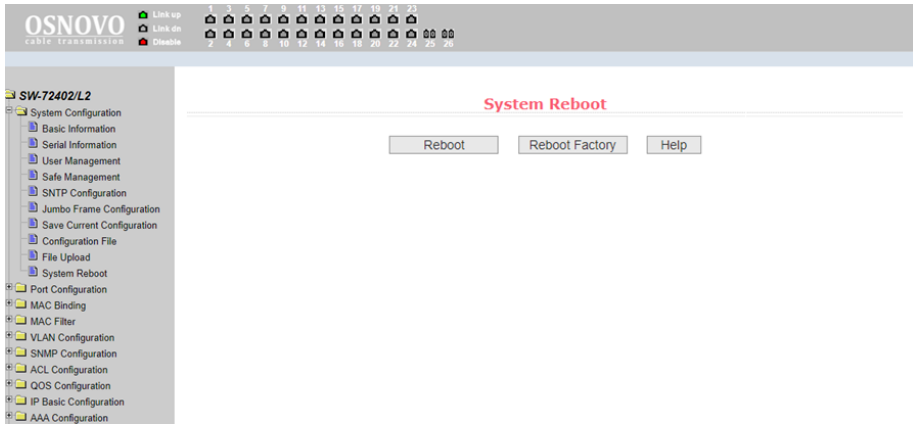 OSNOVO
cable transmission
Link up
Link dn
Disable
1 3 5 7 9 11 13 15 17 19 21 23
2 4 6 8 10 12 14 16 18 20 22 24 25 26
SW-72402/L2
System Configuration
Basic Information
Serial Information
User Management
Safe Management
SNTP Configuration
Jumbo Frame Configuration
Save Current Configuration
Configuration File
File Upload
System Reboot
Port Configuration
MAC Binding
MAC Filter
VLAN Configuration
SNMP Configuration
ACL Configuration
QOS Configuration
IP Basic Configuration
AAA Configuration
System Reboot
Reboot Reboot Factory Help